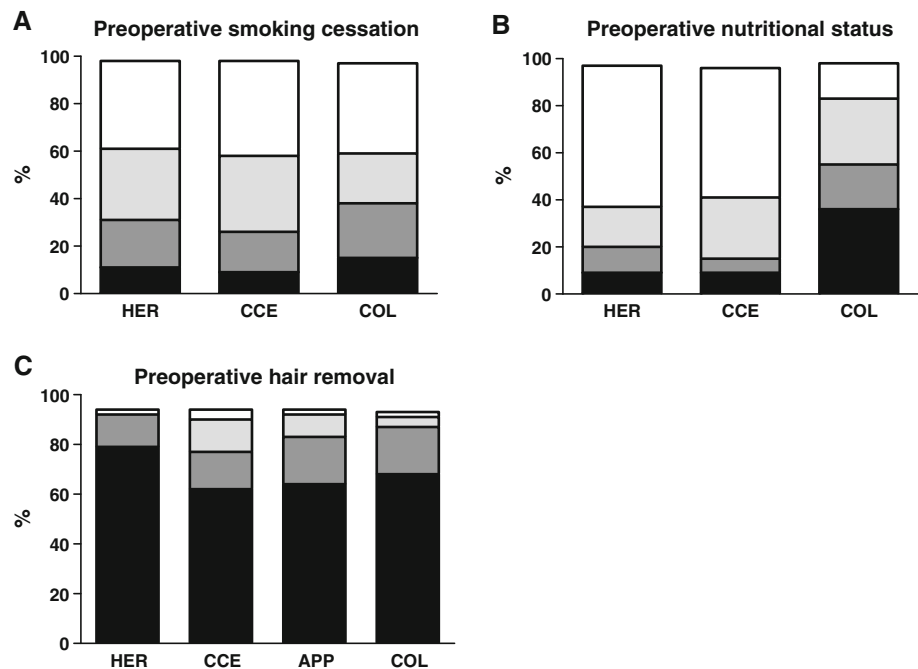 A
Preoperative smoking cessation
100
80
60
40
20
0
%
HER CCE COL
B
Preoperative nutritional status
100
80
60
40
20
0
%
HER CCE COL
C
Preoperative hair removal
100
80
60
40
20
0
%
HER CCE APP COL